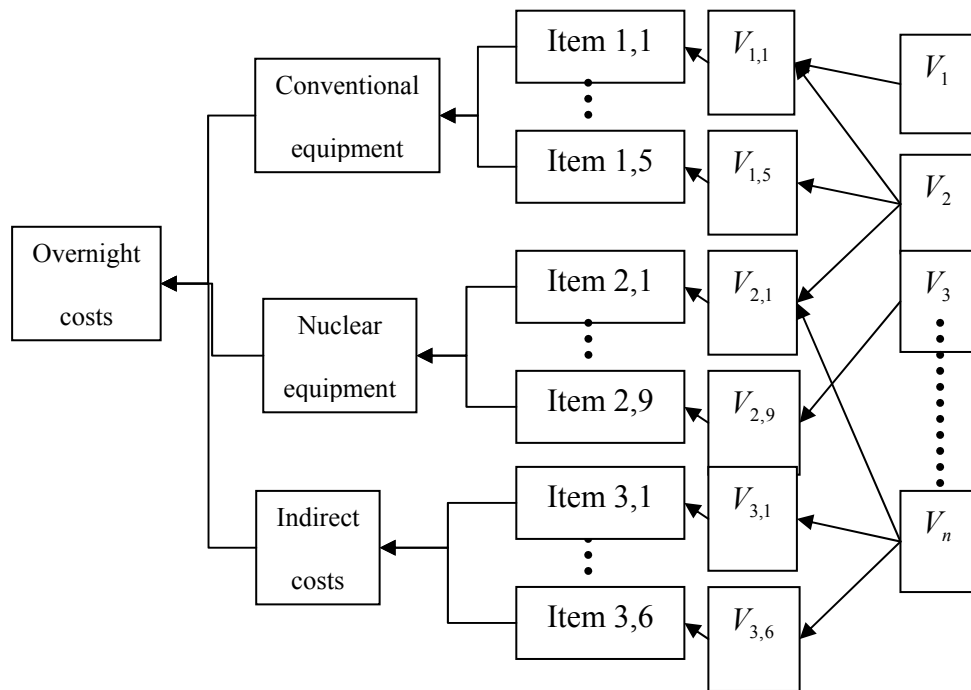 Overnight
costs
Conventional
equipment
Nuclear
equipment
Indirect
costs
Item 1,1
Item 1,5
Item 2,1
Item 2,9
Item 3,1
Item 3,6
V1,1
V1,5
V2,1
V2,9
V3,1
V3,6
V1
V2
V3
Vn